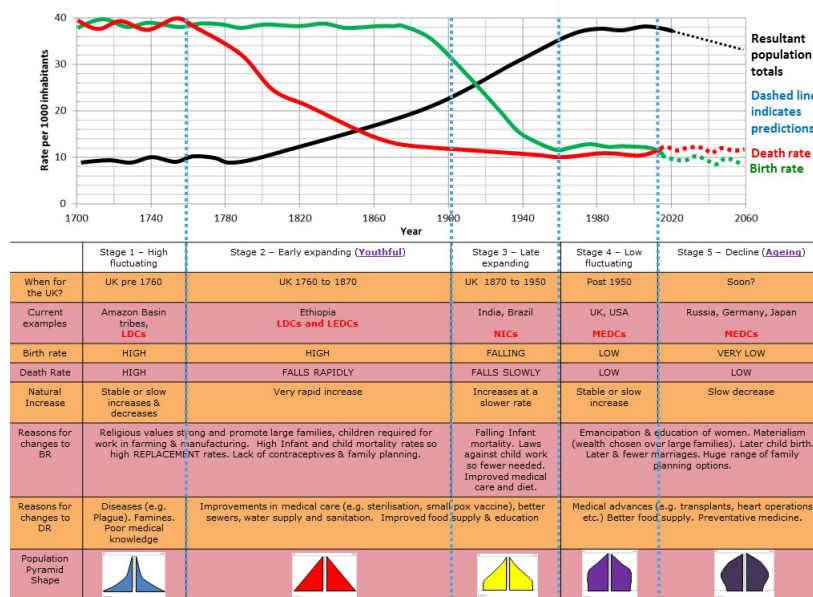 40
30
20
10
0
Rate per 1000 inhabitants
1700
1740
1780
1820
1860
1900
1940
1980
2020
2060
Year
Resultant
population
totals
Dashed line
indicates
predictions
Death rate
Birth rate
Stage 1 – High
fluctuating
Stage 2 – Early expanding (Youthful)
Stage 3 – Late
expanding
Stage 4 – Low
fluctuating
Stage 5 – Decline (Ageing)
When for
the UK?
UK pre 1760
UK 1760 to 1870
UK 1870 to 1950
Post 1950
Soon?
Current
examples
Amazon Basin
tribes,
LDCs
Ethiopia
LDCs and LEDCs
India, Brazil
NICs
UK, USA
MEDCs
Russia, Germany, Japan
MEDCs
Birth rate
HIGH
HIGH
FALLING
LOW
VERY LOW
Death Rate
HIGH
FALLS RAPIDLY
FALLS SLOWLY
LOW
LOW
Natural
Increase
Stable or slow
increases &
decreases
Very rapid increase
Increases at a
slower rate
Stable or slow
increase
Slow decrease
Reasons for
changes to
BR
Religious values strong and promote large families, children required for
work in farming & manufacturing. High Infant and child mortality rates so
high REPLACEMENT rates. Lack of contraceptives & family planning.
Falling Infant
mortality. Laws
against child work
so fewer needed.
Improved medical
care and diet.
Emancipation & education of women. Materialism
(wealth chosen over large families). Later child birth.
Later & fewer marriages. Huge range of family
planning options.
Reasons for
changes to
DR
Diseases (e.g.
Plague). Famines.
Poor medical
knowledge
Improvements in medical care (e.g. sterilisation, small pox vaccine), better
sewers, water supply and sanitation. Improved food supply & education
Medical advances (e.g. transplants, heart operations
etc.) Better food supply. Preventative medicine.
Population
Pyramid
Shape